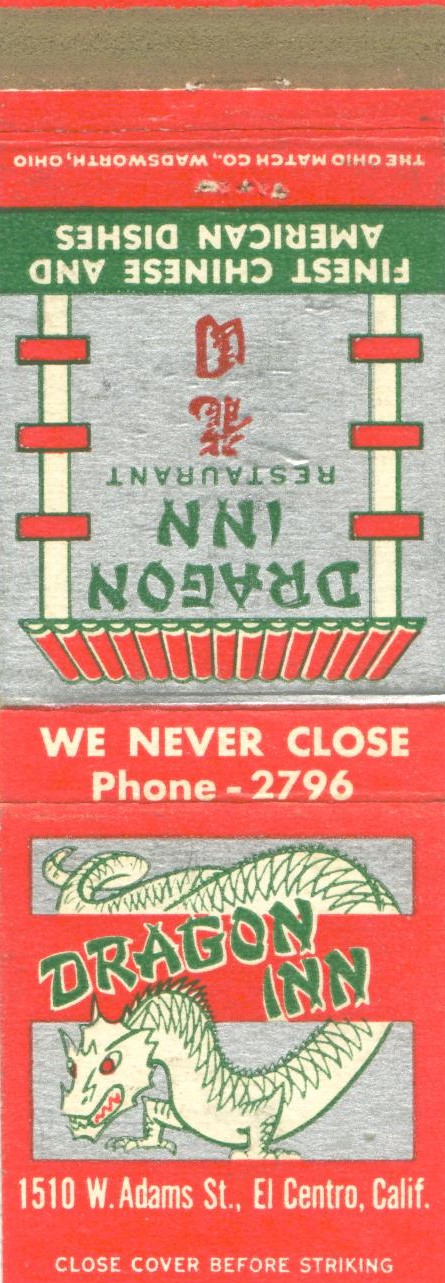 DRAGON
INN
RESTAURANT
龍
FINEST CHINESE AND
AMERICAN DISHES
THE OHIO MATCH CO., WADSWORTH, OHIO
WE NEVER CLOSE
Phone - 2796
DRAGON
INN
1510 W. Adams St., El Centro, Calif.
CLOSE COVER BEFORE STRIKING